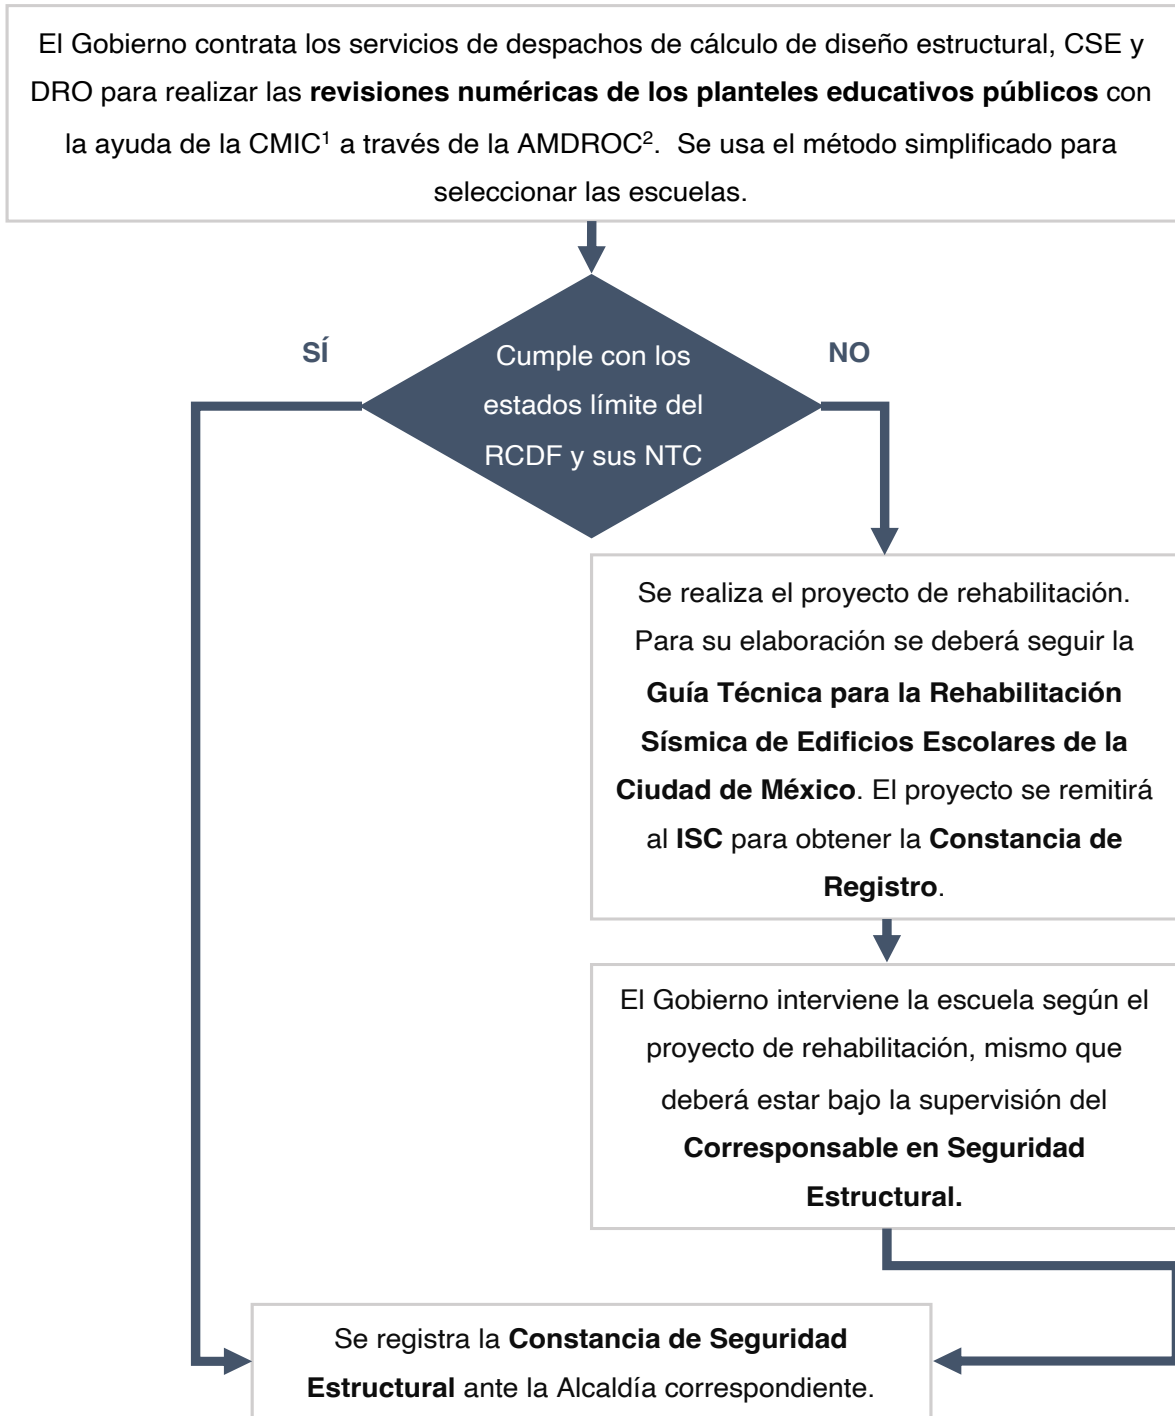 El Gobierno contrata los servicios de despachos de cálculo de diseño estructural, CSE y
DRO para realizar las revisiones numéricas de los planteles educativos públicos con
la ayuda de la CMIC¹ a través de la AMDROC². Se usa el método simplificado para
seleccionar las escuelas.
SÍ
NO
Cumple con los
estados límite del
RCDF y sus NTC
Se realiza el proyecto de rehabilitación.
Para su elaboración se deberá seguir la
Guía Técnica para la Rehabilitación
Sísmica de Edificios Escolares de la
Ciudad de México. El proyecto se remitirá
al ISC para obtener la Constancia de
Registro.
El Gobierno interviene la escuela según el
proyecto de rehabilitación, mismo que
deberá estar bajo la supervisión del
Corresponsable en Seguridad
Estructural.
Se registra la Constancia de Seguridad
Estructural ante la Alcaldía correspondiente.